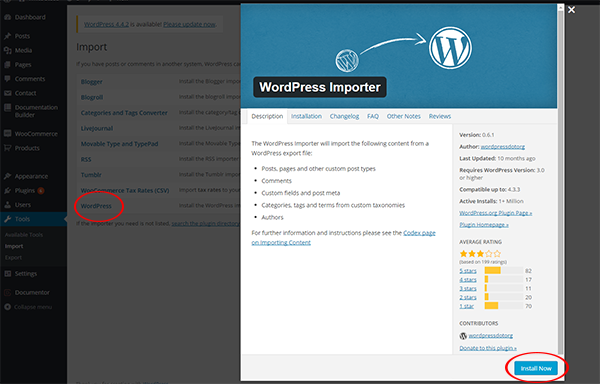 Dashboard
Posts
Media
Pages
Comments
Contact
Documentation
Builder
WooCommerce
Products
Appearance
Plugins
Users
Tools
Available Tools
Import
Export
Settings
Documentor
Collapse menu
WordPress 4.4.2 is available! Please update now.
Import
If you have posts or comments in another system, WordPress ca
Blogger
Install the Blogger impor
Blogroll
Install the blogroll impor
Categories and Tags Converter
Install the category/tag
LiveJournal
Install the LiveJournal im
Movable Type and TypePad
Install the Movable Type
RSS
Install the RSS importer
Tumblr
Install the Tumblr import
WooCommerce Tax Rates (CSV)
Import tax rates to your
WordPress
Install the WordPress im
If the importer you need is not listed, search the plugin director
WordPress Importer
Description Installation Changelog FAQ Other Notes Reviews
The WordPress Importer will import the following content from a
WordPress export file:
• Posts, pages and other custom post types
• Comments
• Custom fields and post meta
• Categories, tags and terms from custom taxonomies
• Authors
For further information and instructions please see the Codex page
on Importing Content
Version: 0.6.1
Author: wordpressdotorg
Last Updated: 10 months ago
Requires WordPress Version: 3.0
or higher
Compatible up to: 4.3.3
Active Installs: 1+ Million
WordPress.org Plugin Page »
Plugin Homepage »
AVERAGE RATING
(based on 199 ratings)
5 stars 82
4 stars 17
3 stars 11
2 stars 20
1 star 70
CONTRIBUTORS
wordpressdotorg
Donate to this plugin »
Install Now